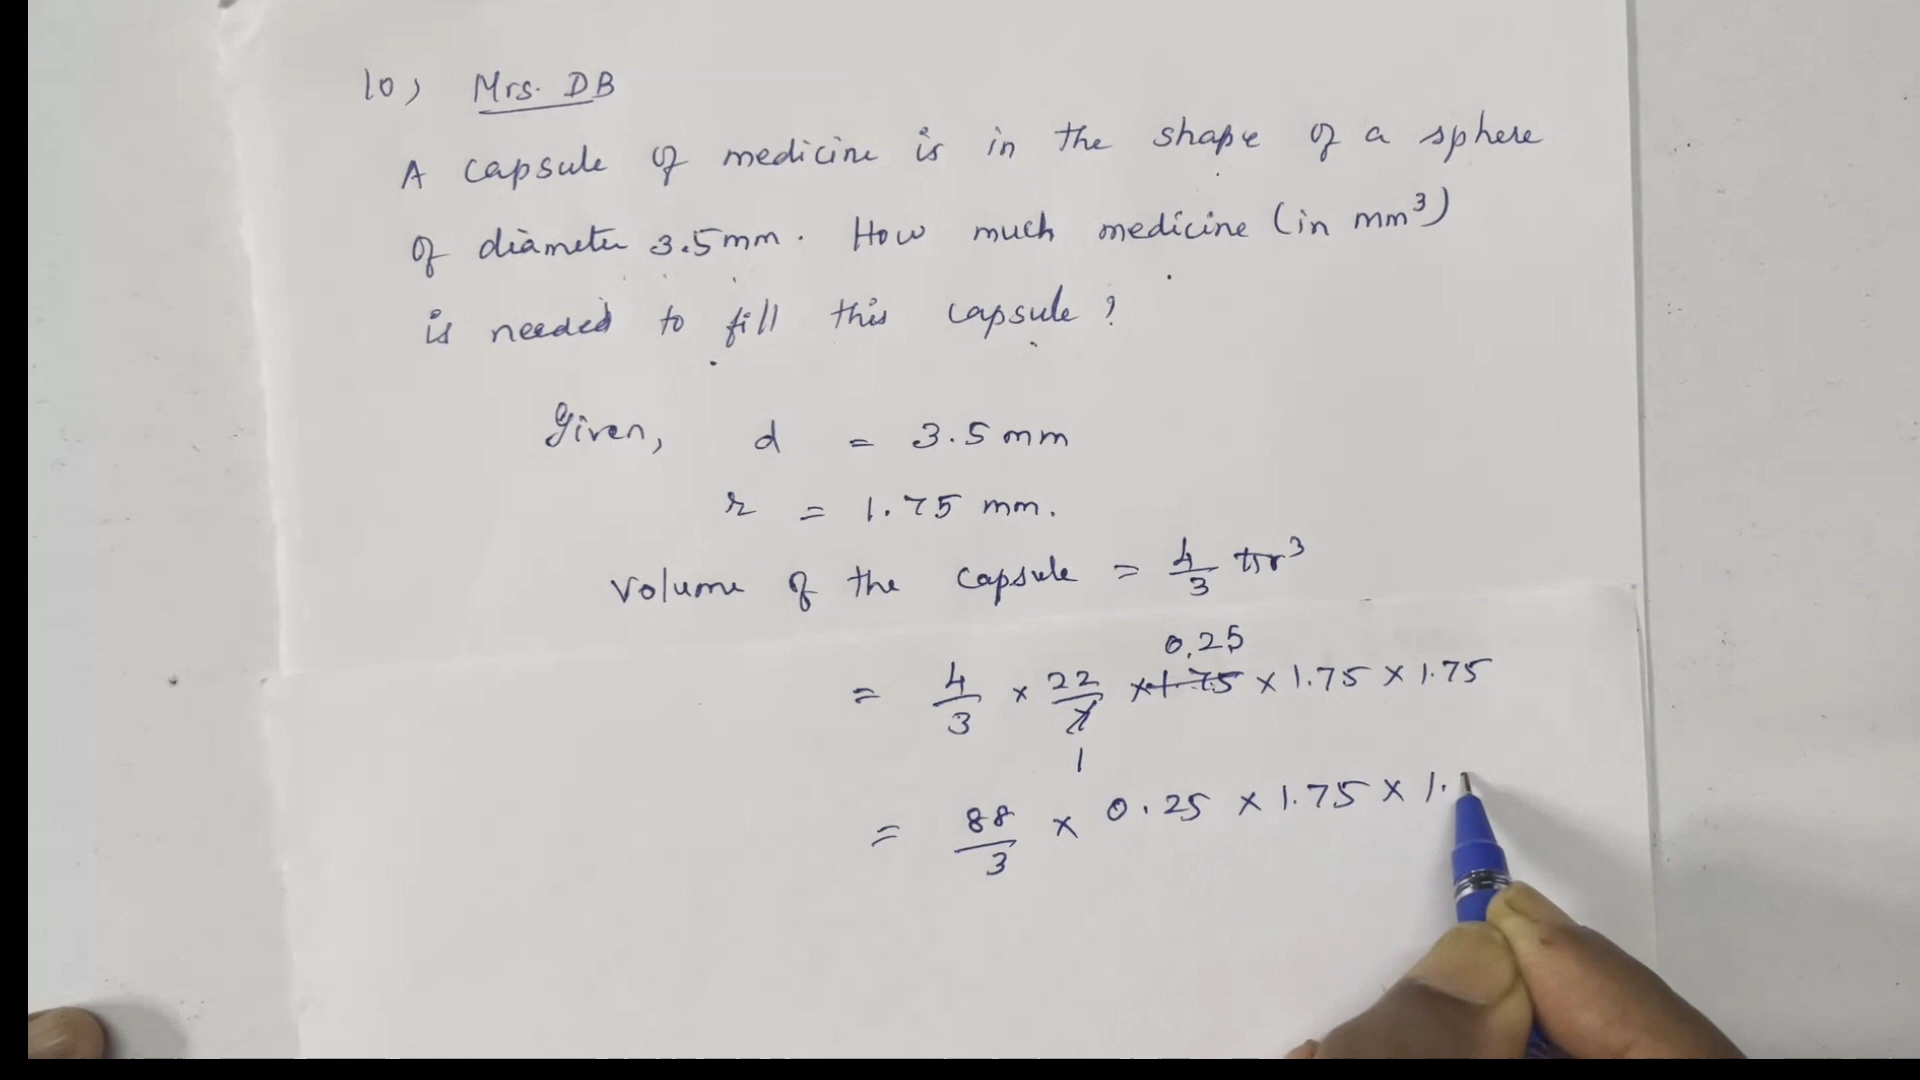 10) Mrs. DB
A capsule of medicine is in the shape of a sphere
of diameter 3.5mm. How much medicine (in mm³)
is needed to fill this capsule?
Given, d = 3.5 mm
r = 1.75 mm.
Volume of the capsule = 4/3 πr³
0.25
= 4/3 × 22/7 × 1.75 × 1.75 × 1.75
1
= 88/3 × 0.25 × 1.75 × 1.